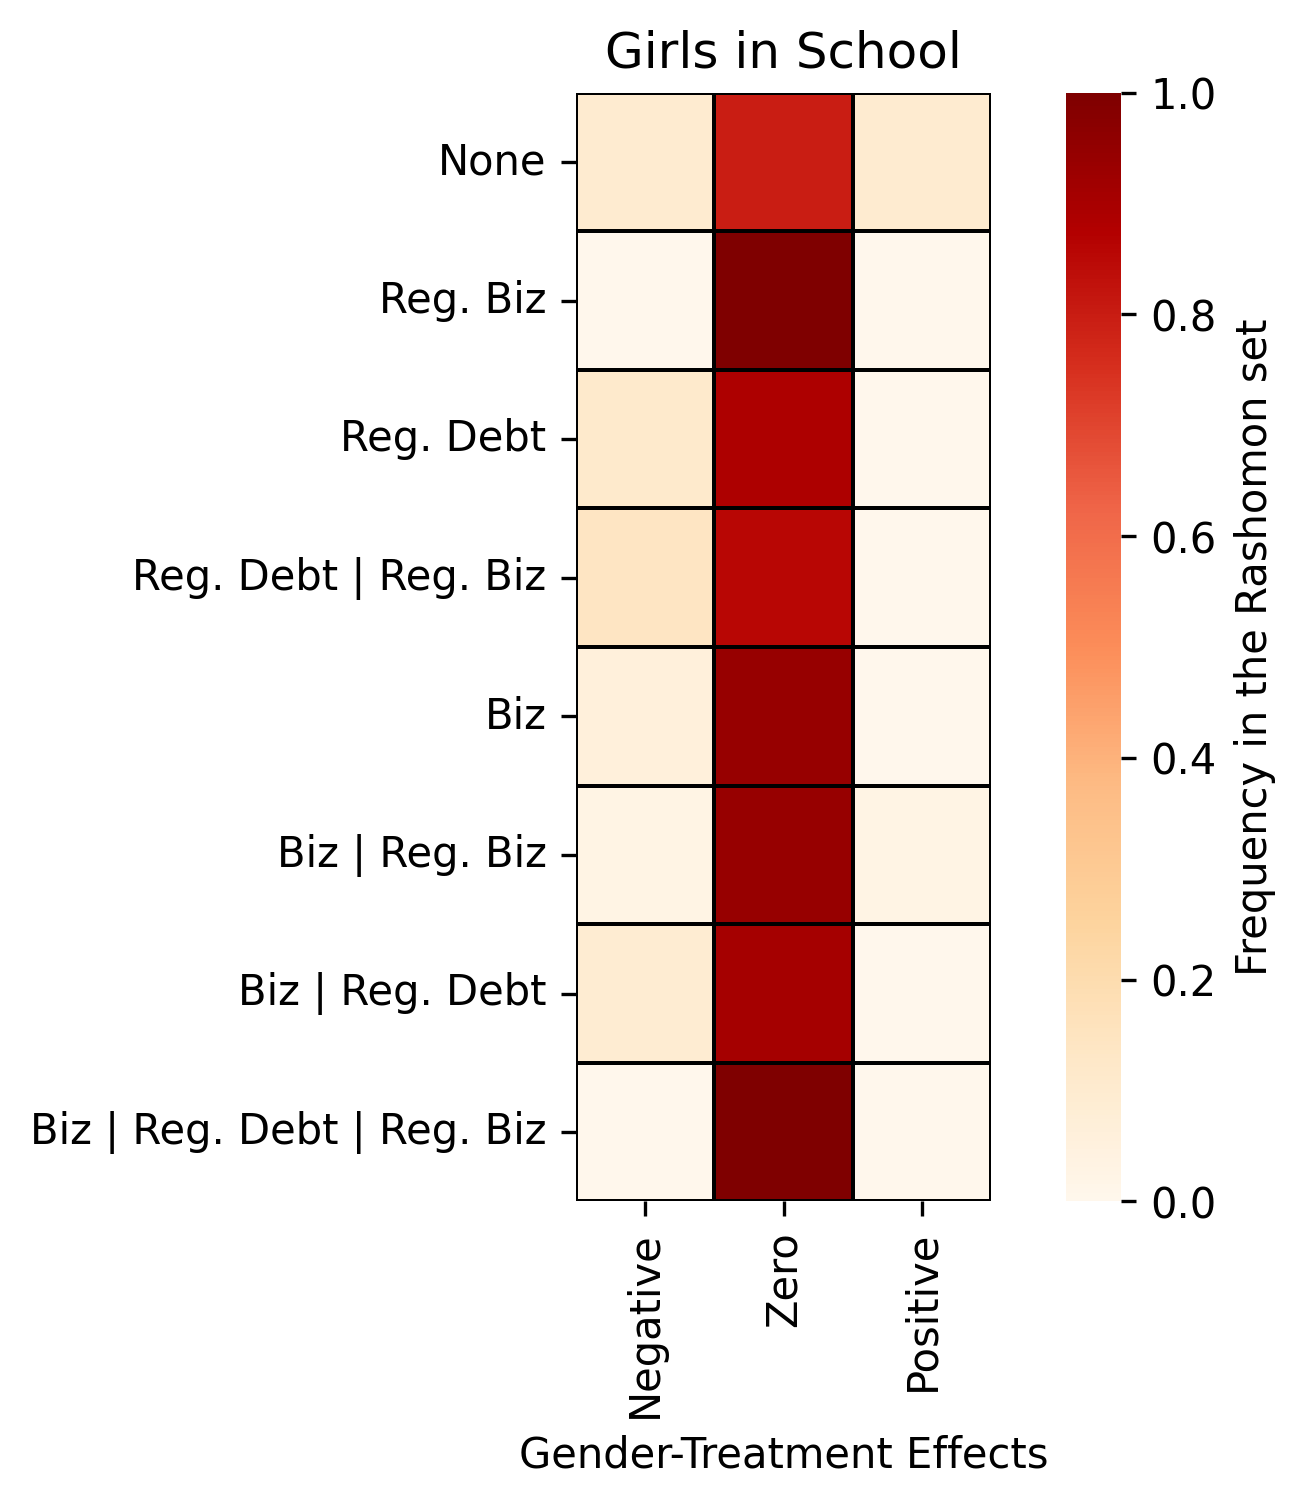 Girls in School
None
Reg. Biz
Reg. Debt
Reg. Debt | Reg. Biz
Biz
Biz | Reg. Biz
Biz | Reg. Debt
Biz | Reg. Debt | Reg. Biz
Negative
Zero
Positive
Gender-Treatment Effects
1.0
0.8
0.6
0.4
0.2
0.0
Frequency in the Rashomon set